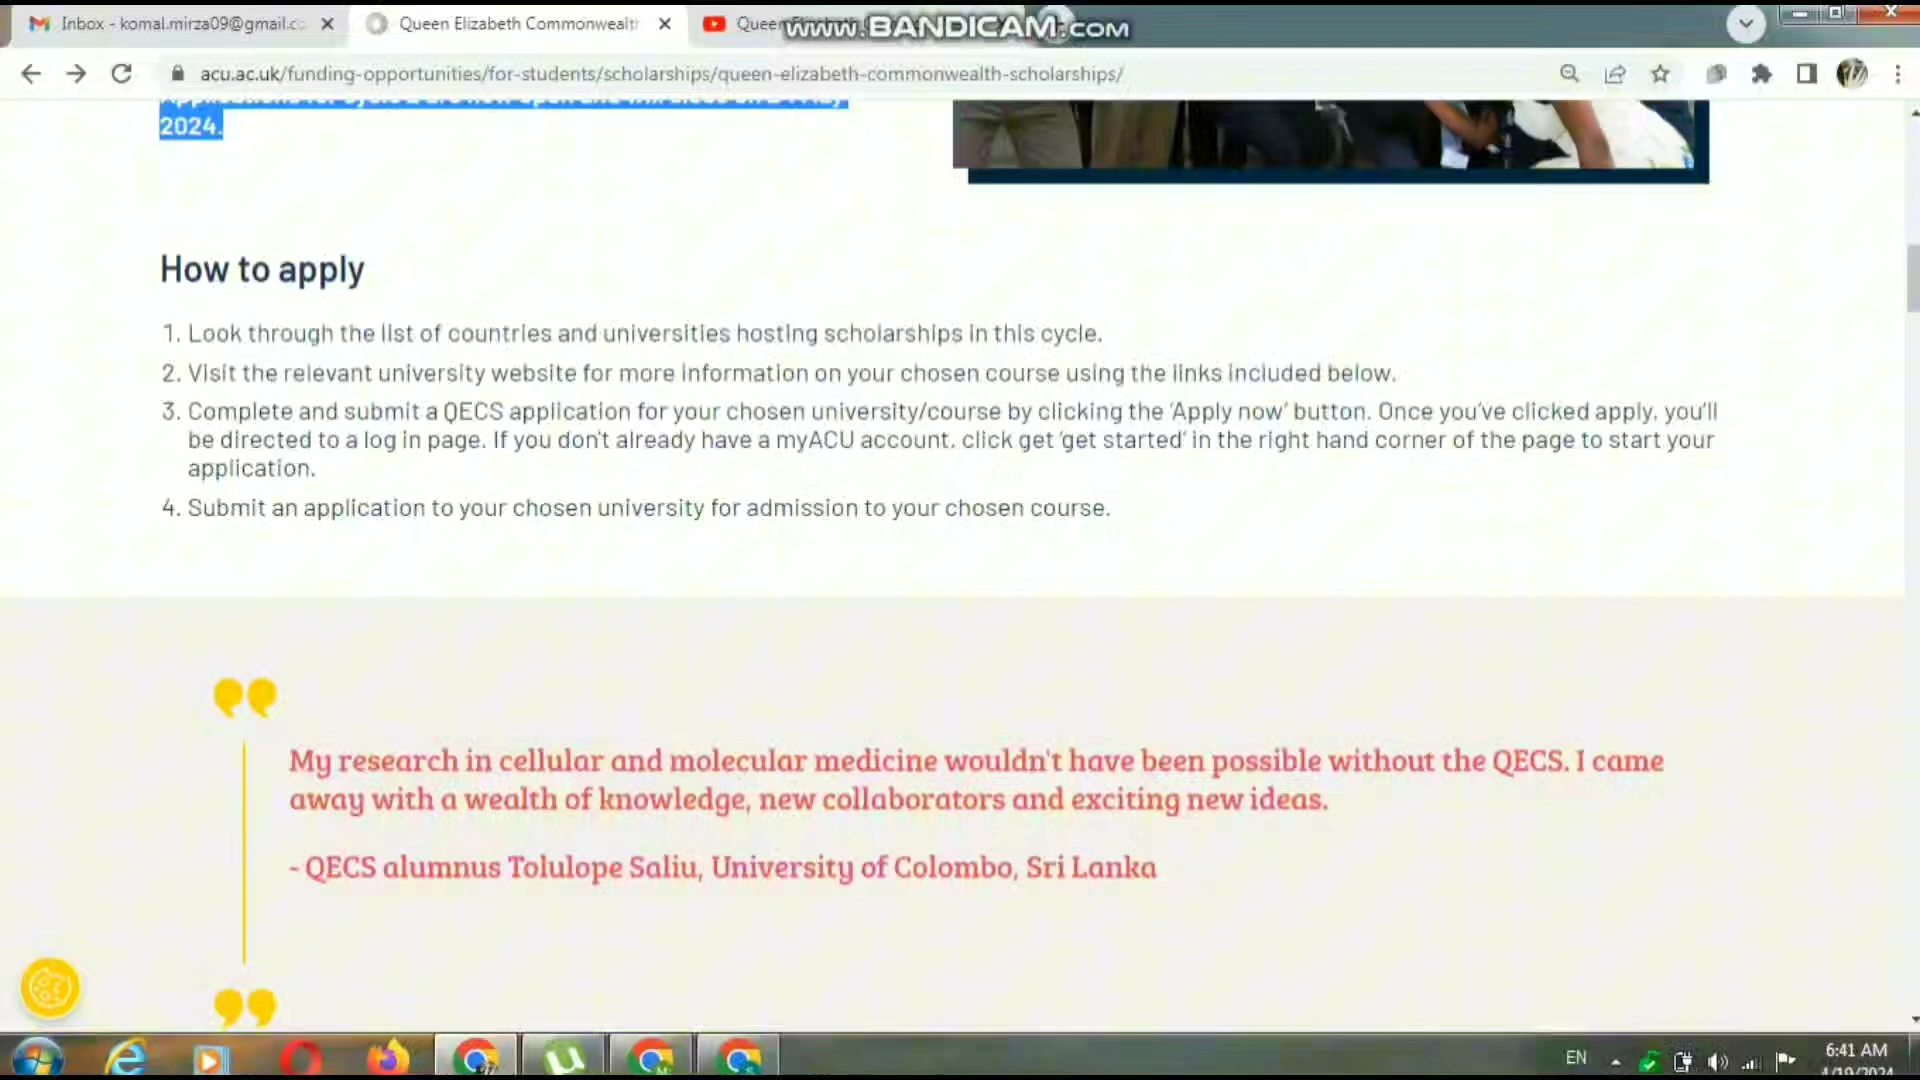 Inbox - komal.mirza09@gmail.c
Queen Elizabeth Commonwealt
Quee
www.BANDICAM.com
acu.ac.uk/funding-opportunities/for-students/scholarships/queen-elizabeth-commonwealth-scholarships/
2024.
How to apply
1. Look through the list of countries and universities hosting scholarships in this cycle.
2. Visit the relevant university website for more information on your chosen course using the links included below.
3. Complete and submit a QECS application for your chosen university/course by clicking the 'Apply now' button. Once you've clicked apply, you'll
be directed to a log in page. If you don't already have a myACU account, click get 'get started' in the right hand corner of the page to start your
application.
4. Submit an application to your chosen university for admission to your chosen course.
My research in cellular and molecular medicine wouldn't have been possible without the QECS. I came
away with a wealth of knowledge, new collaborators and exciting new ideas.
- QECS alumnus Tolulope Saliu, University of Colombo, Sri Lanka
EN
6:41 AM
4/19/2024